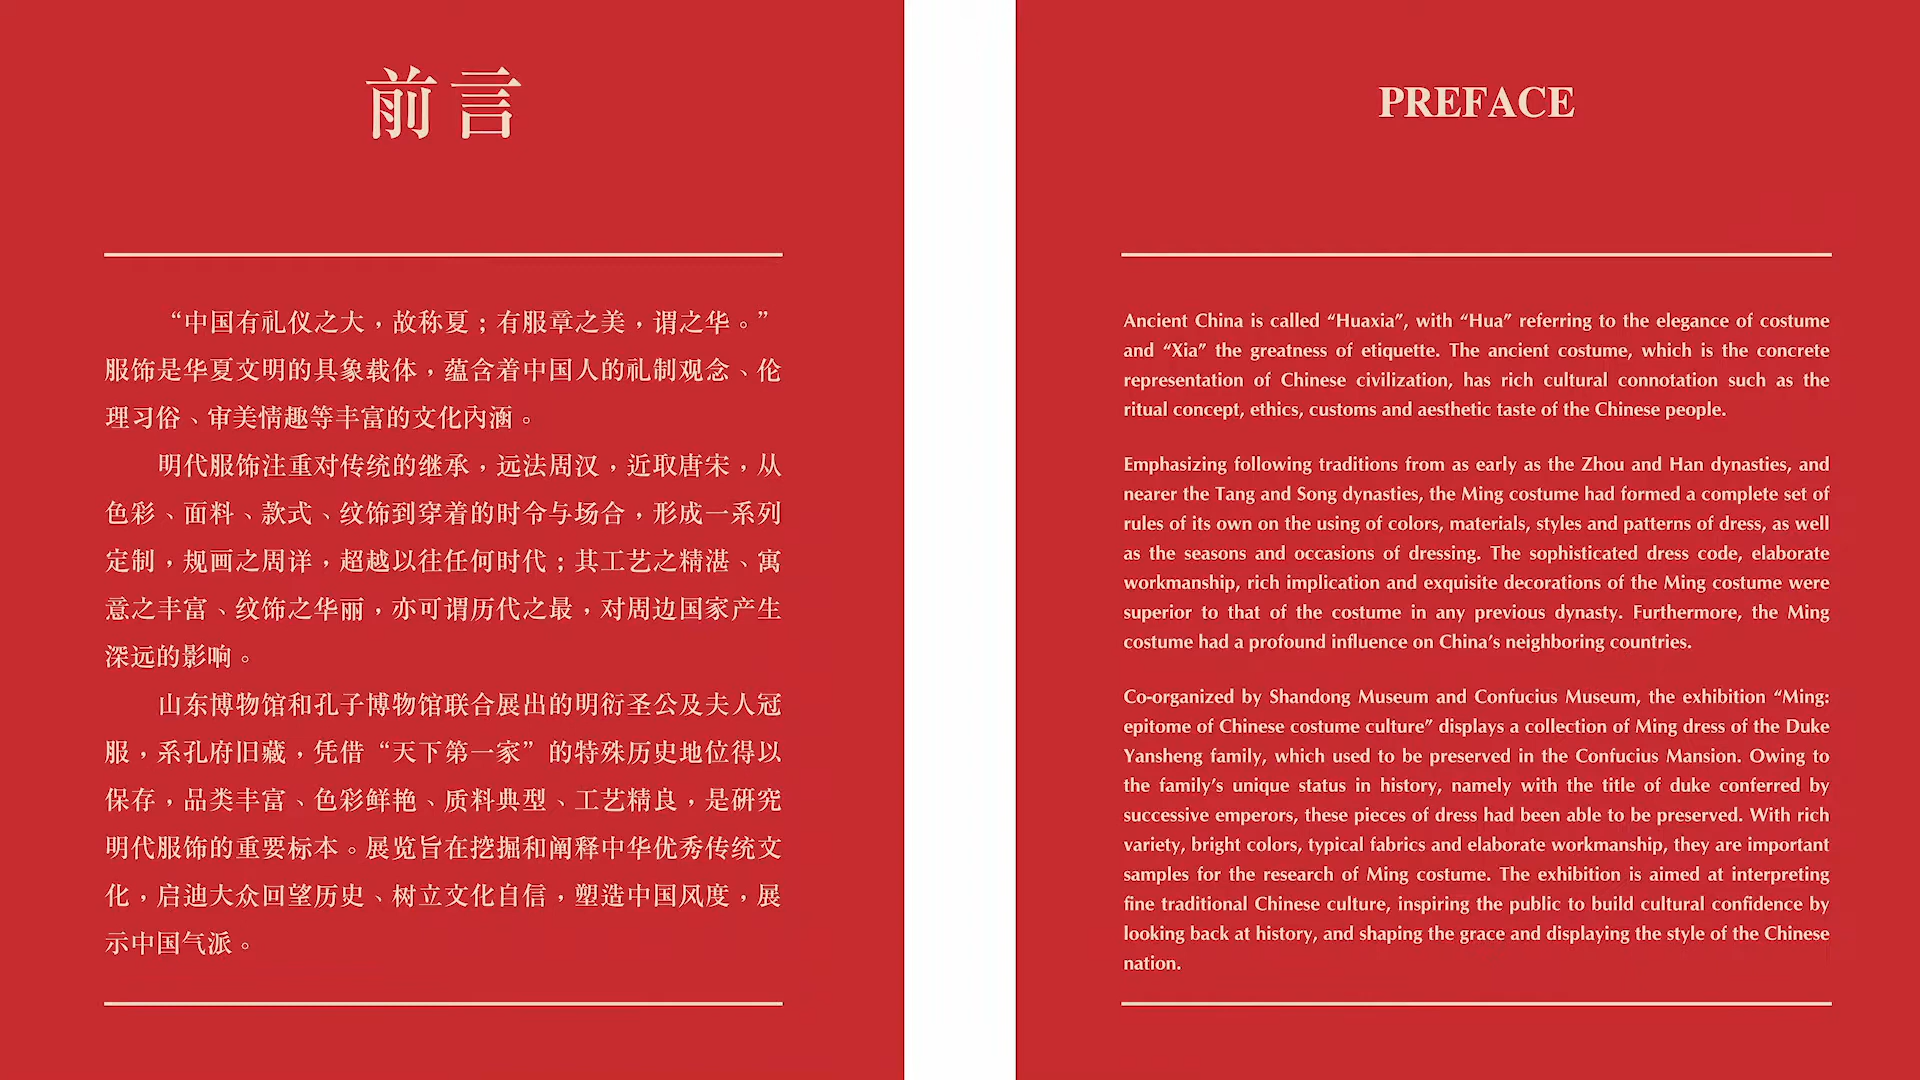 前言
“中国有礼仪之大，故称夏；有服章之美，谓之华。”
服饰是华夏文明的具象载体，蕴含着中国人的礼制观念、伦
理习俗、审美情趣等丰富的文化内涵。
明代服饰注重对传统的继承，远法周汉，近取唐宋，从
色彩、面料、款式、纹饰到穿着的时令与场合，形成一系列
定制，规画之周详，超越以往任何时代；其工艺之精湛、寓
意之丰富、纹饰之华丽，亦可谓历代之最，对周边国家产生
深远的影响。
山东博物馆和孔子博物馆联合展出的明衍圣公及夫人冠
服，系孔府旧藏，凭借“天下第一家”的特殊历史地位得以
保存，品类丰富、色彩鲜艳、质料典型、工艺精良，是研究
明代服饰的重要标本。展览旨在挖掘和阐释中华优秀传统文
化，启迪大众回望历史、树立文化自信，塑造中国风度，展
示中国气派。
PREFACE
Ancient China is called “Huaxia”, with “Hua” referring to the elegance of costume
and “Xia” the greatness of etiquette. The ancient costume, which is the concrete
representation of Chinese civilization, has rich cultural connotation such as the
ritual concept, ethics, customs and aesthetic taste of the Chinese people.
Emphasizing following traditions from as early as the Zhou and Han dynasties, and
nearer the Tang and Song dynasties, the Ming costume had formed a complete set of
rules of its own on the using of colors, materials, styles and patterns of dress, as well
as the seasons and occasions of dressing. The sophisticated dress code, elaborate
workmanship, rich implication and exquisite decorations of the Ming costume were
superior to that of the costume in any previous dynasty. Furthermore, the Ming
costume had a profound influence on China’s neighboring countries.
Co-organized by Shandong Museum and Confucius Museum, the exhibition “Ming:
epitome of Chinese costume culture” displays a collection of Ming dress of the Duke
Yansheng family, which used to be preserved in the Confucius Mansion. Owing to
the family’s unique status in history, namely with the title of duke conferred by
successive emperors, these pieces of dress had been able to be preserved. With rich
variety, bright colors, typical fabrics and elaborate workmanship, they are important
samples for the research of Ming costume. The exhibition is aimed at interpreting
fine traditional Chinese culture, inspiring the public to build cultural confidence by
looking back at history, and shaping the grace and displaying the style of the Chinese
nation.